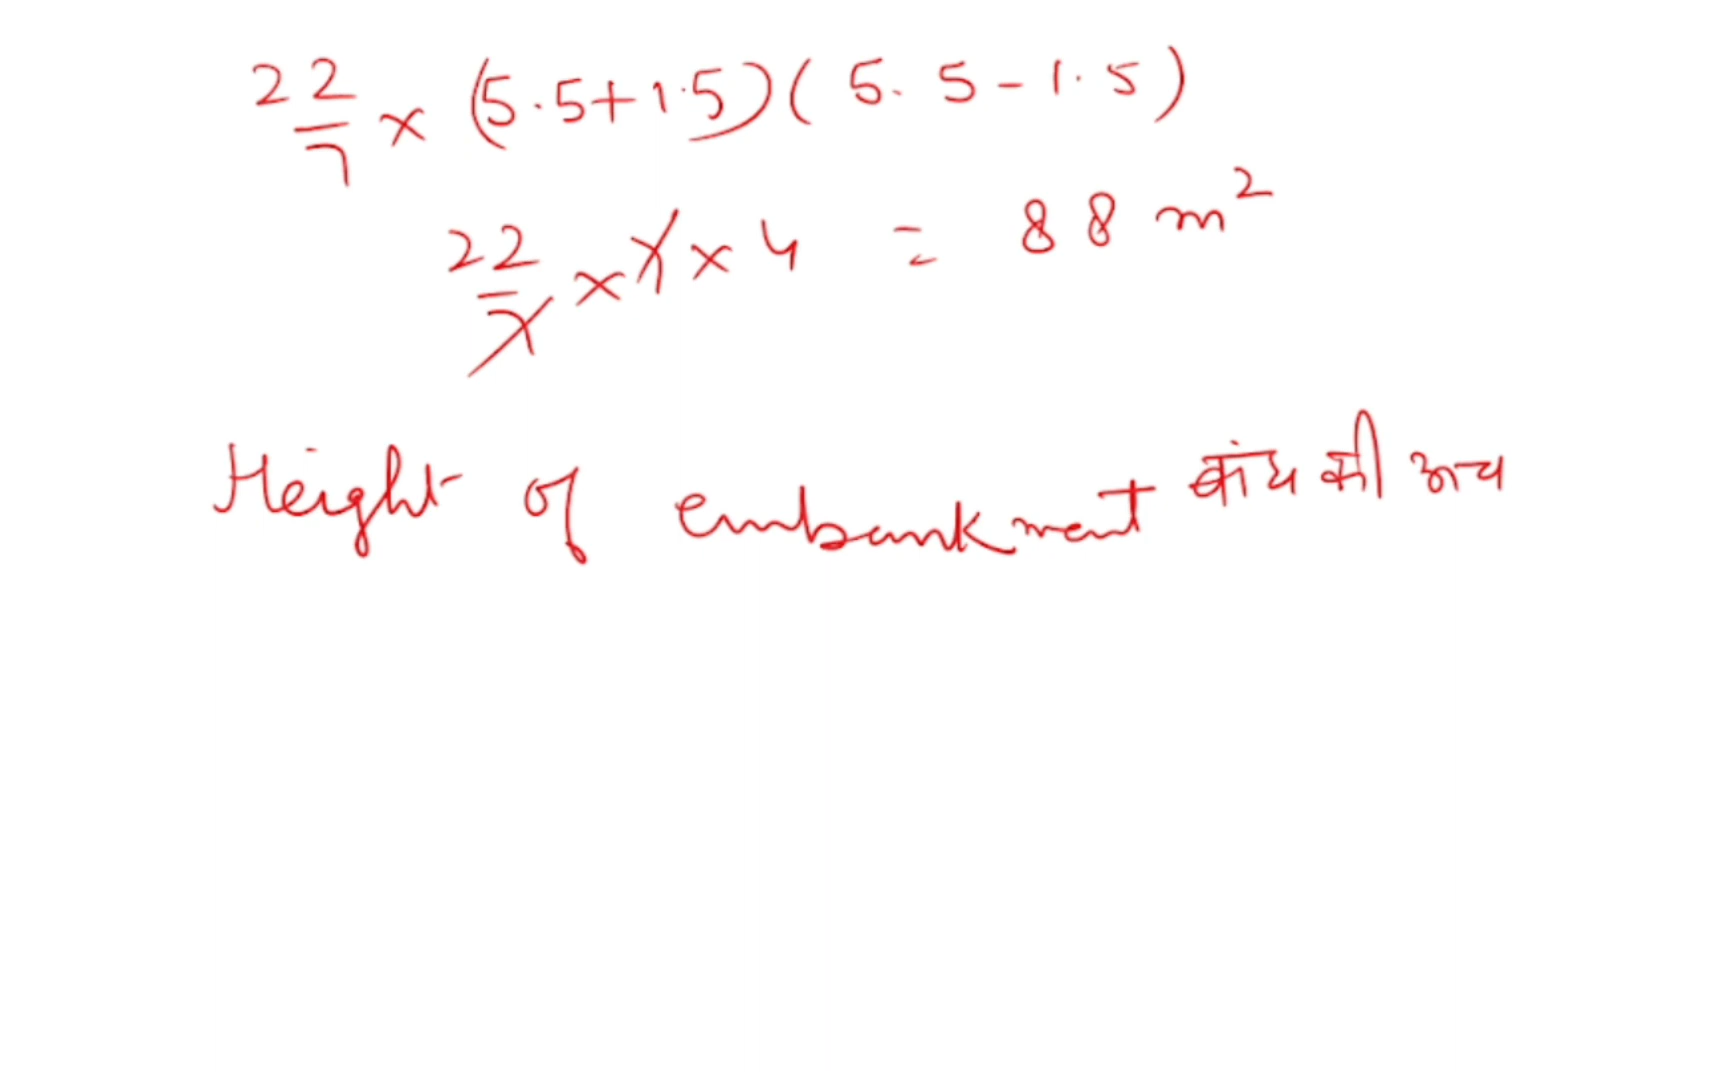 22/7 × (5.5+1.5)(5.5-1.5)
22/7 × 7 × 4 = 88 m²
Height of embankment बांध की